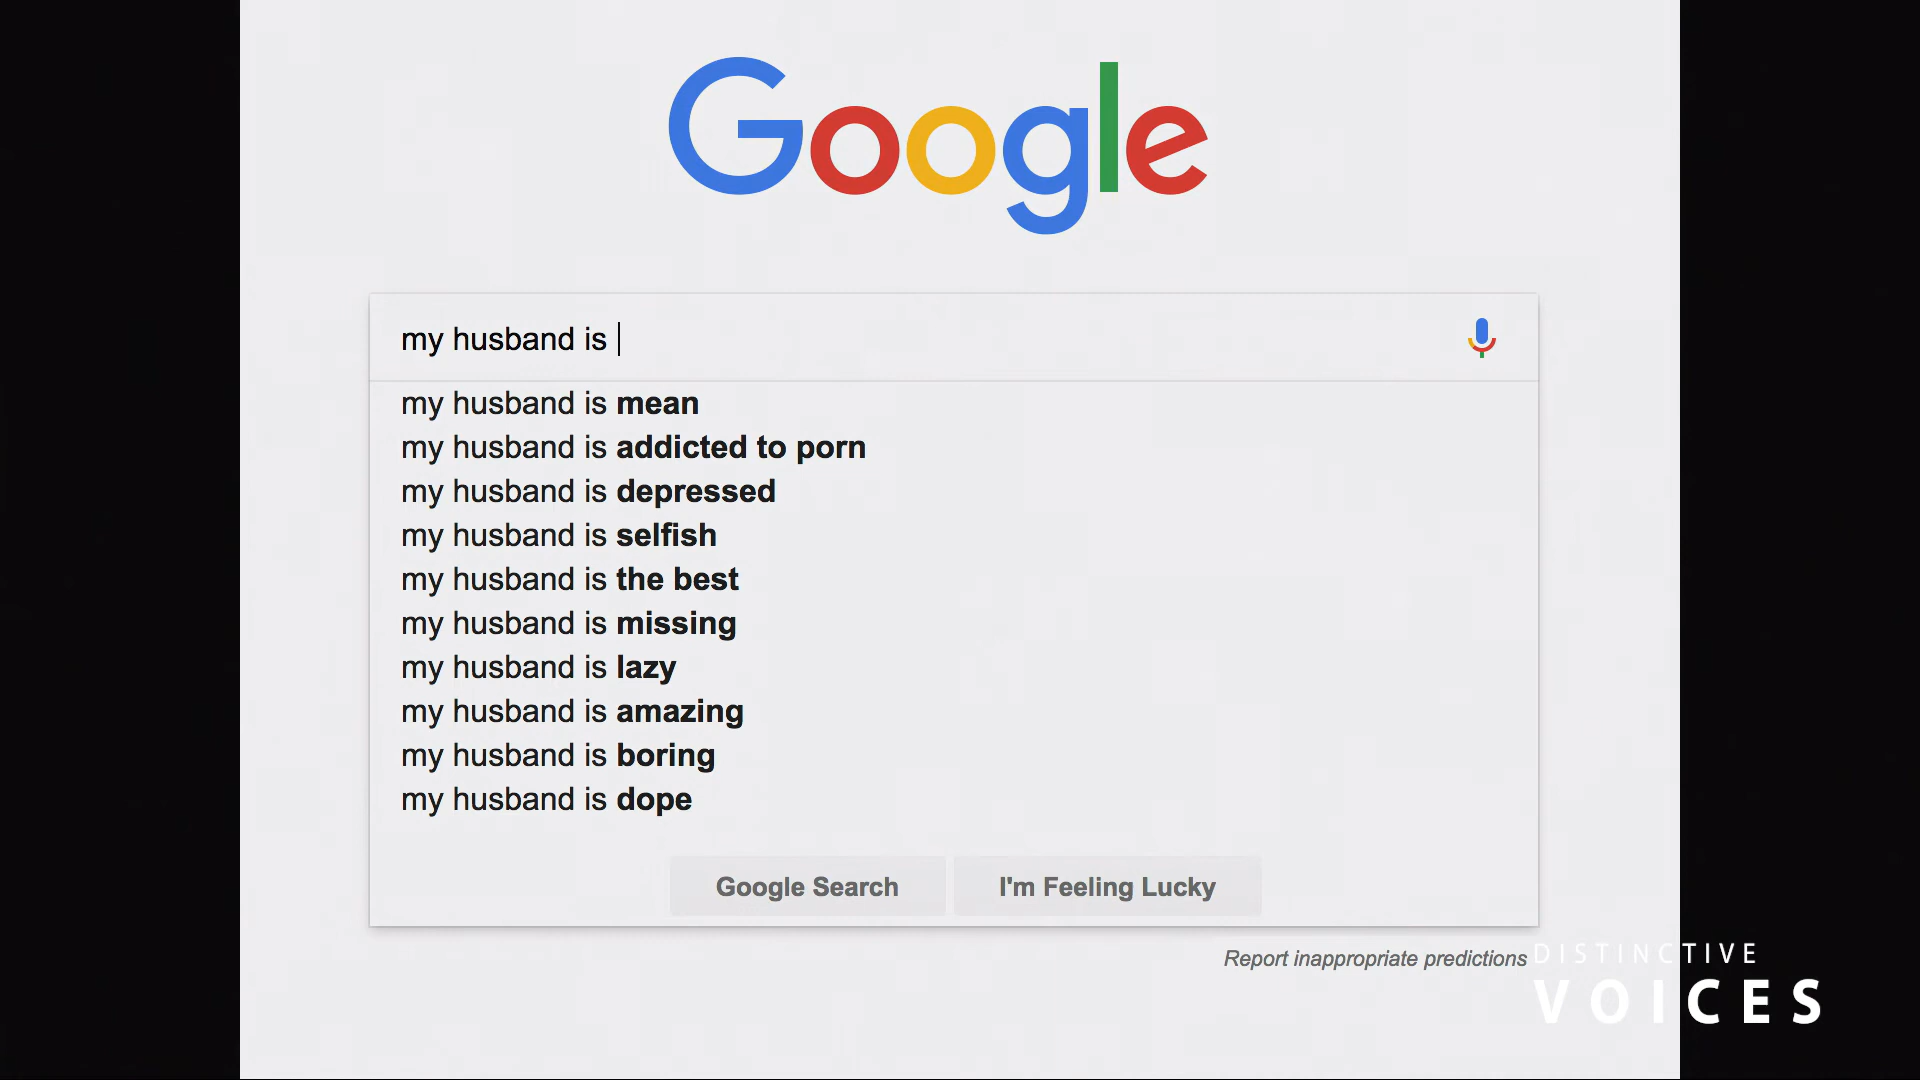 Google
my husband is
my husband is mean
my husband is addicted to porn
my husband is depressed
my husband is selfish
my husband is the best
my husband is missing
my husband is lazy
my husband is amazing
my husband is boring
my husband is dope
Google Search I'm Feeling Lucky
Report inappropriate predictions
DISTINCTIVE
VOICES